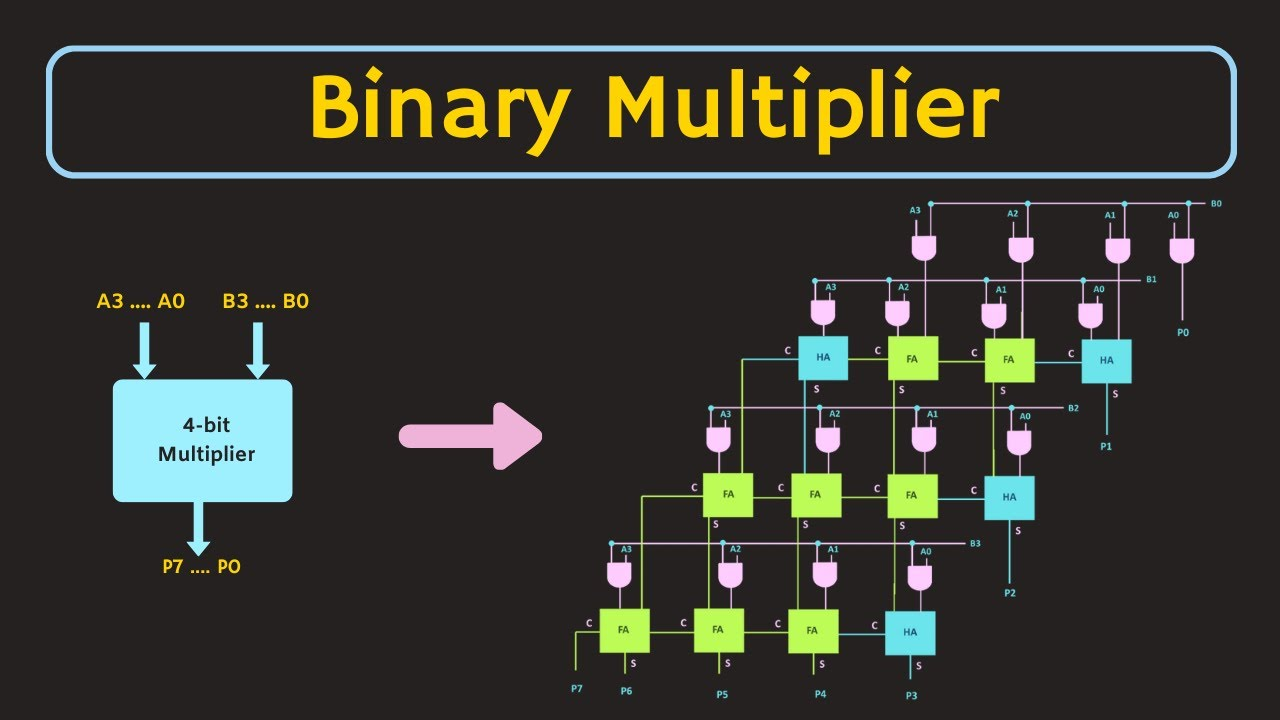 Binary Multiplier
A3 .... A0 B3 .... B0
4-bit
Multiplier
P7 .... P0
A3 A2 A1 A0 B0
A3 A2 A1 A0 B1
P0
C HA C FA FA C HA
C
S S S S
A3 A2 A1 A0 B2
P1
C FA C FA C FA C HA
S S S S
A3 A2 A1 A0 B3
P2
C FA C FA C FA C HA
S S S S
P7 P6 P5 P4 P3